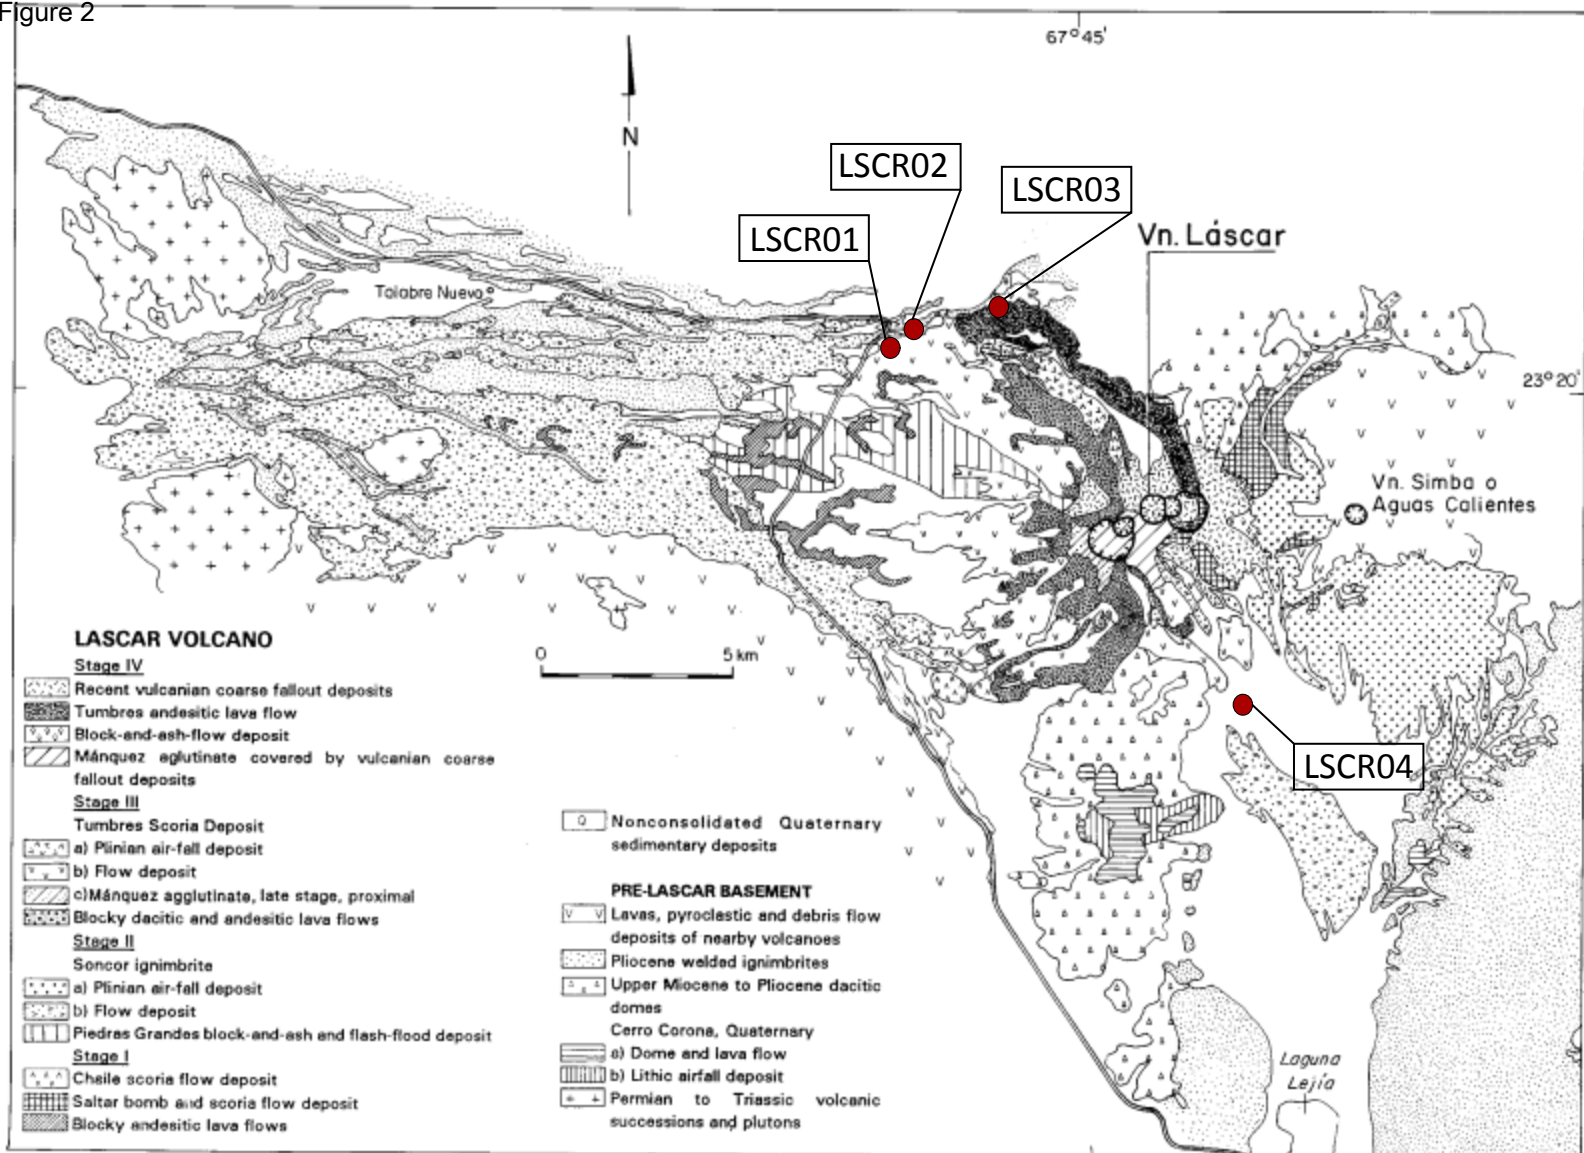 Figure 2
67°45'
N
LSCR02
LSCR03
LSCR01
Vn. Láscar
Talabre Nuevo
23°20'
Vn. Simba o
Aguas Calientes
LSCR04
0 5 km
LASCAR VOLCANO
Stage IV
Recent vulcanian coarse fallout deposits
Tumbres andesitic lava flow
Block-and-ash-flow deposit
Mánquez aglutinate covered by vulcanian coarse
fallout deposits
Stage III
Tumbres Scoria Deposit
a) Plinian air-fall deposit
b) Flow deposit
c)Mánquez agglutinate, late stage, proximal
Blocky dacitic and andesitic lava flows
Stage II
Soncor ignimbrite
a) Plinian air-fall deposit
b) Flow deposit
Piedras Grandes block-and-ash and flash-flood deposit
Stage I
Chaile scoria flow deposit
Saltar bomb and scoria flow deposit
Blocky andesitic lava flows
Q Nonconsolidated Quaternary
sedimentary deposits
PRE-LASCAR BASEMENT
Lavas, pyroclastic and debris flow
deposits of nearby volcanoes
Pliocene welded ignimbrites
Upper Miocene to Pliocene dacitic
domes
Cerro Corona, Quaternary
a) Dome and lava flow
b) Lithic airfall deposit
Permian to Triassic volcanic
successions and plutons
Laguna
Lejía